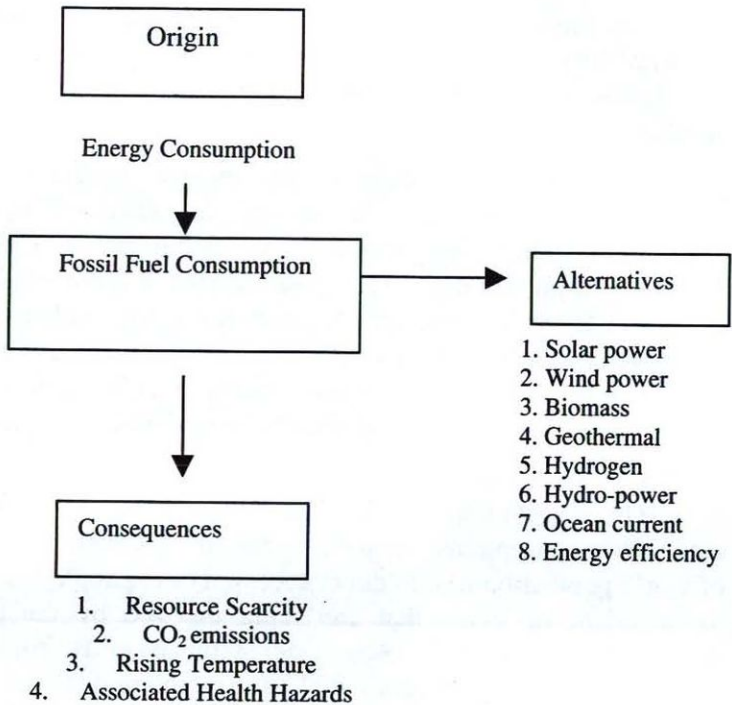 Origin
Energy Consumption
Fossil Fuel Consumption
Alternatives
1. Solar power
2. Wind power
3. Biomass
4. Geothermal
5. Hydrogen
6. Hydro-power
7. Ocean current
8. Energy efficiency
Consequences
1. Resource Scarcity
2. CO₂ emissions
3. Rising Temperature
4. Associated Health Hazards